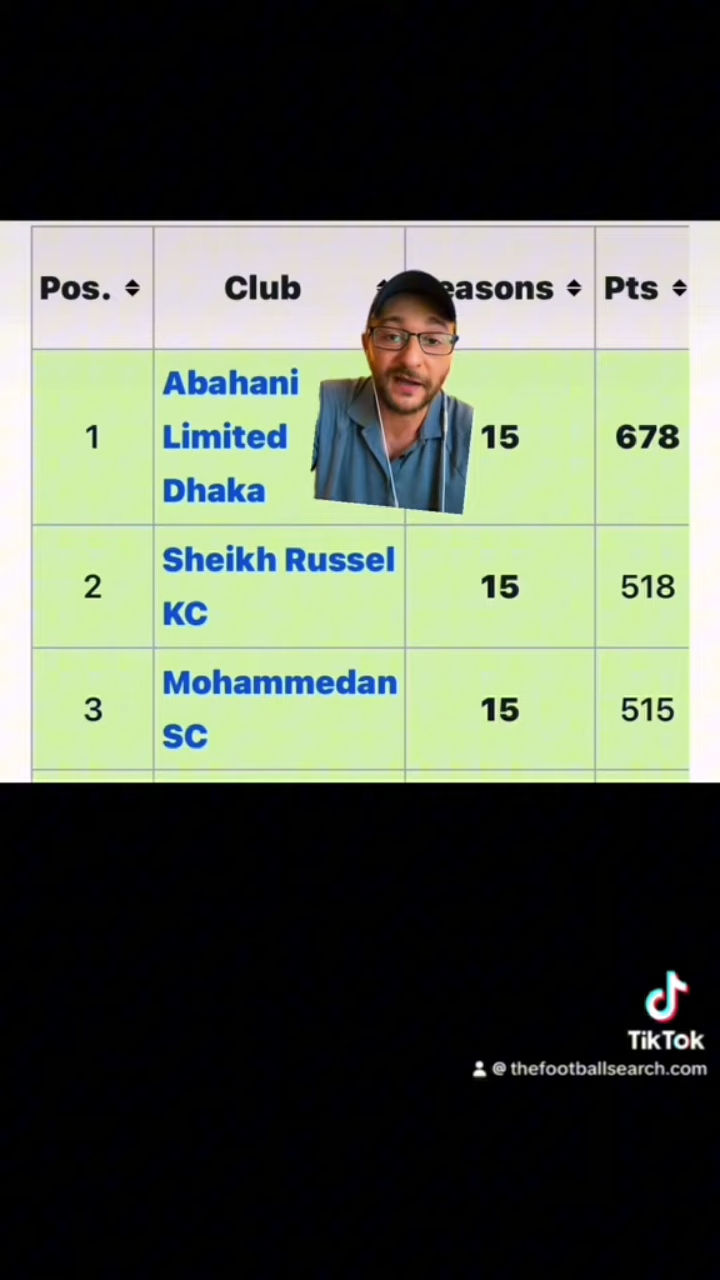 Pos. Club easons Pts
1 Abahani Limited Dhaka 15 678
2 Sheikh Russel KC 15 518
3 Mohammedan SC 15 515
TikTok
@ thefootballsearch.com